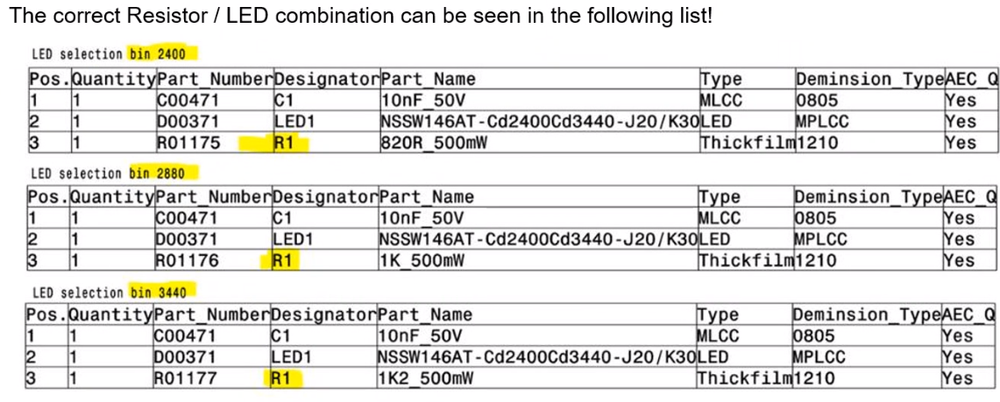 The correct Resistor / LED combination can be seen in the following list!
LED selection bin 2400
Pos. Quantity Part_Number Designator Part_Name Type Deminsion_Type AEC_Q
1 1 C00471 C1 10nF_50V MLCC 0805 Yes
2 1 D00371 LED1 NSSW146AT-Cd2400Cd3440-J20/K30 LED MPLCC Yes
3 1 R01175 R1 820R_500mW Thickfilm 1210 Yes
LED selection bin 2880
Pos. Quantity Part_Number Designator Part_Name Type Deminsion_Type AEC_Q
1 1 C00471 C1 10nF_50V MLCC 0805 Yes
2 1 D00371 LED1 NSSW146AT-Cd2400Cd3440-J20/K30 LED MPLCC Yes
3 1 R01176 R1 1K_500mW Thickfilm 1210 Yes
LED selection bin 3440
Pos. Quantity Part_Number Designator Part_Name Type Deminsion_Type AEC_Q
1 1 C00471 C1 10nF_50V MLCC 0805 Yes
2 1 D00371 LED1 NSSW146AT-Cd2400Cd3440-J20/K30 LED MPLCC Yes
3 1 R01177 R1 1K2_500mW Thickfilm 1210 Yes